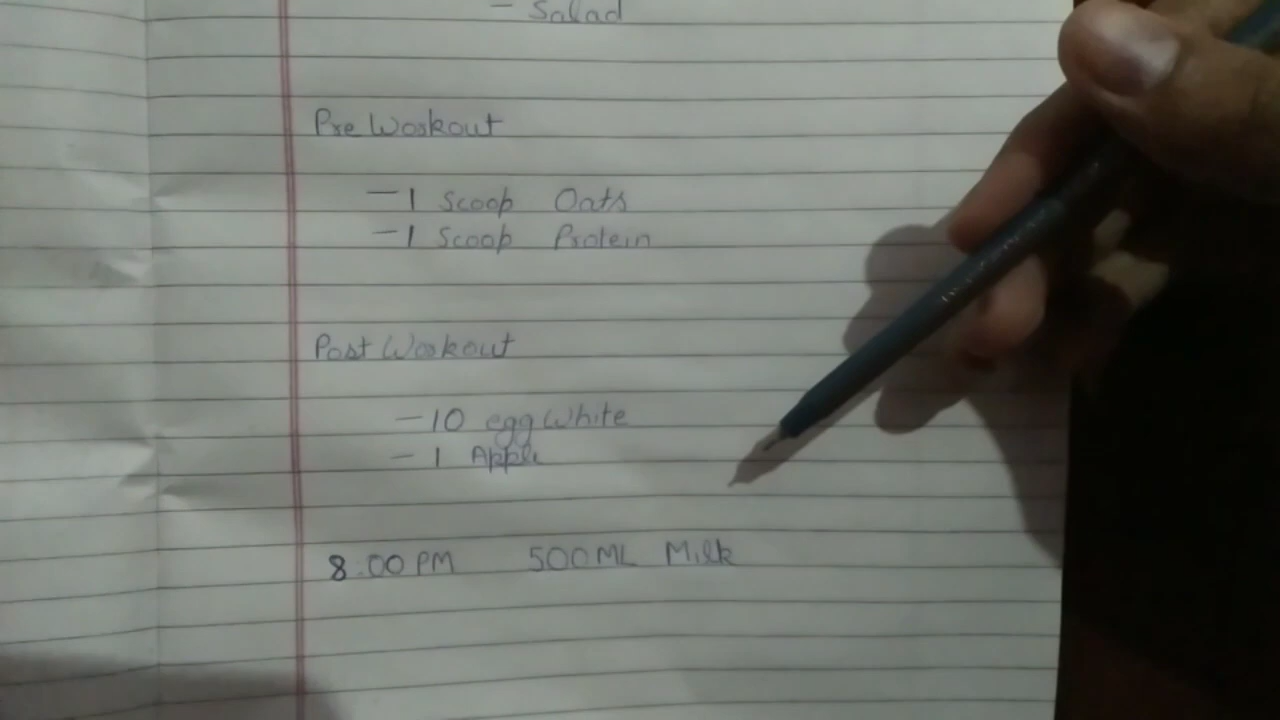 - Salad
Pre Workout
- 1 Scoop Oats
- 1 Scoop Protein
Post Workout
- 10 egg White
- 1 Apple
8.00 PM 500ML Milk